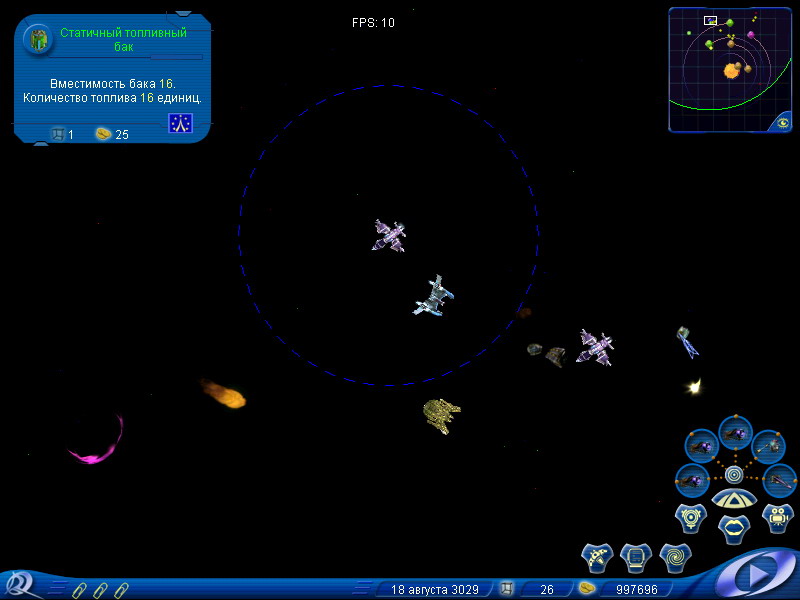 FPS: 10
Статичный топливный
бак
Вместимость бака 16.
Количество топлива 16 единиц.
1 25
18 августа 3029 26 997696